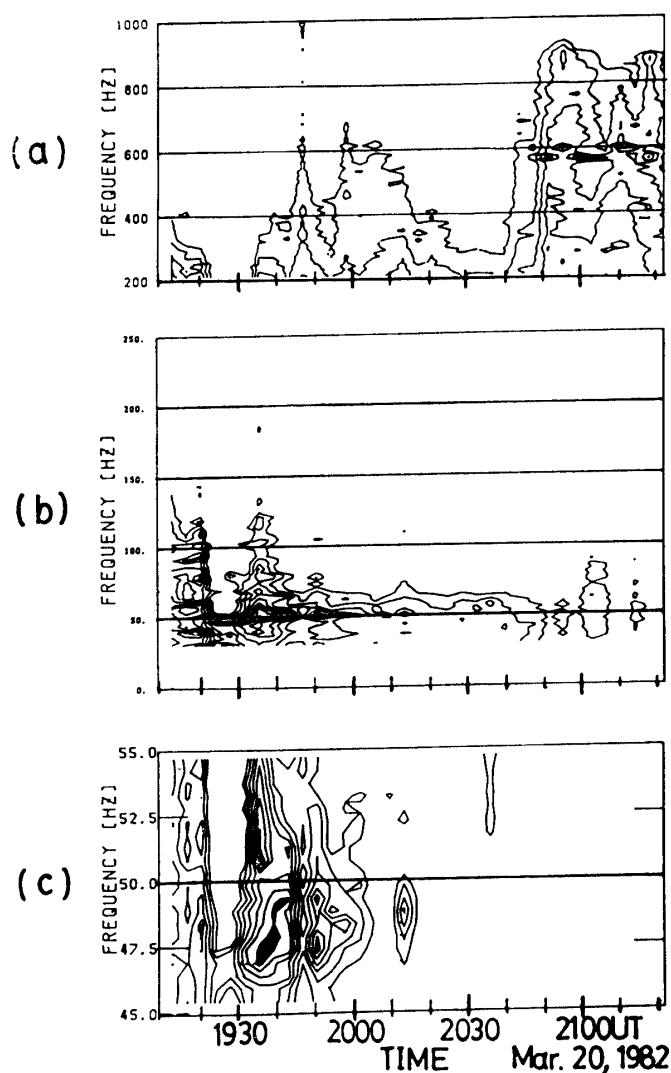 (a)
FREQUENCY [HZ]
1000
800
600
400
200
(b)
FREQUENCY [HZ]
250.
200.
150.
100.
50.
0.
(c)
FREQUENCY [HZ]
55.0
52.5
50.0
47.5
45.0
1930 2000 2030 2100UT
TIME Mar. 20, 1982